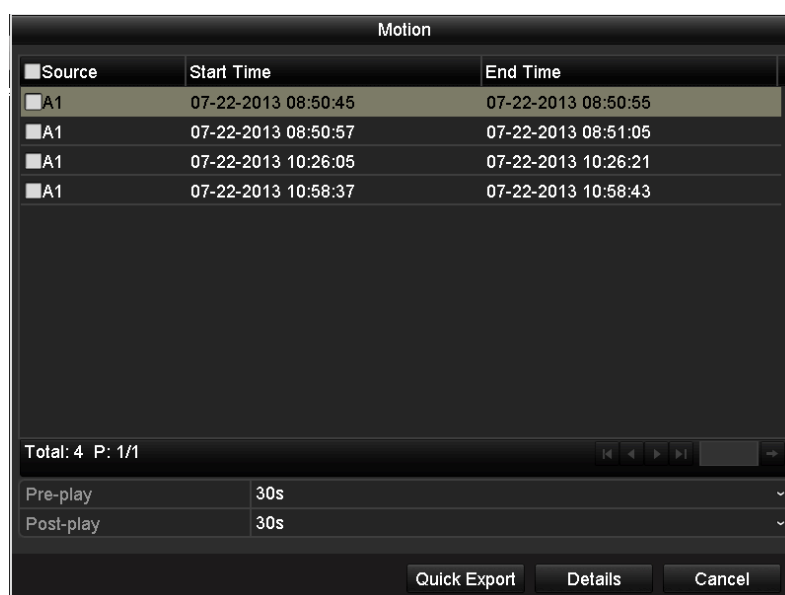 Motion
Source Start Time End Time
A1 07-22-2013 08:50:45 07-22-2013 08:50:55
A1 07-22-2013 08:50:57 07-22-2013 08:51:05
A1 07-22-2013 10:26:05 07-22-2013 10:26:21
A1 07-22-2013 10:58:37 07-22-2013 10:58:43
Total: 4 P: 1/1
Pre-play 30s
Post-play 30s
Quick Export Details Cancel